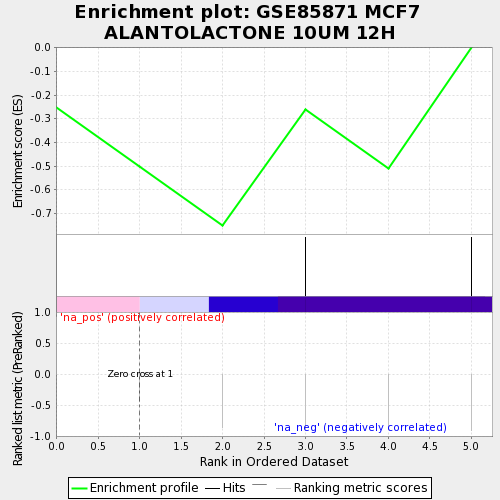 Enrichment plot: GSE85871 MCF7
ALANTOLACTONE 10UM 12H
Enrichment score (ES)
0.0
-0.1
-0.2
-0.3
-0.4
-0.5
-0.6
-0.7
Ranked list metric (PreRanked)
1.0
0.5
0.0
-0.5
-1.0
'na_pos' (positively correlated)
Zero cross at 1
'na_neg' (negatively correlated)
0.0 0.5 1.0 1.5 2.0 2.5 3.0 3.5 4.0 4.5 5.0
Rank in Ordered Dataset
Enrichment profile Hits Ranking metric scores